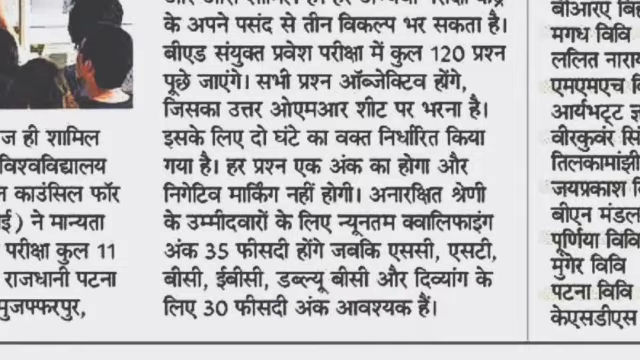 ज ही शामिल
विश्वविद्यालय
न काउंसिल फॉर
ई) ने मान्यता
परीक्षा कुल 11
राजधानी पटना
मुजफ्फरपुर,
के अपने पसंद से तीन विकल्प भर सकता है।
बीएड संयुक्त प्रवेश परीक्षा में कुल 120 प्रश्न
पूछे जाएंगे। सभी प्रश्न ऑब्जेक्टिव होंगे,
जिसका उत्तर ओएमआर शीट पर भरना है।
इसके लिए दो घंटे का वक्त निर्धारित किया
गया है। हर प्रश्न एक अंक का होगा और
निगेटिव मार्किंग नहीं होगी। अनारक्षित श्रेणी
के उम्मीदवारों के लिए न्यूनतम क्वालिफाइंग
अंक 35 फीसदी होंगे जबकि एससी, एसटी,
बीसी, ईबीसी, डब्ल्यू बीसी और दिव्यांग के
लिए 30 फीसदी अंक आवश्यक हैं।
बीआरए
मगध विवि
ललित नारा
एमएमएच
आर्यभट्ट
वीरकुवंर
तिलकामांझी
जयप्रकाश
बीएन मंडल
पूर्णिया विवि
मुंगेर विवि
पटना विवि
केएसडीएस